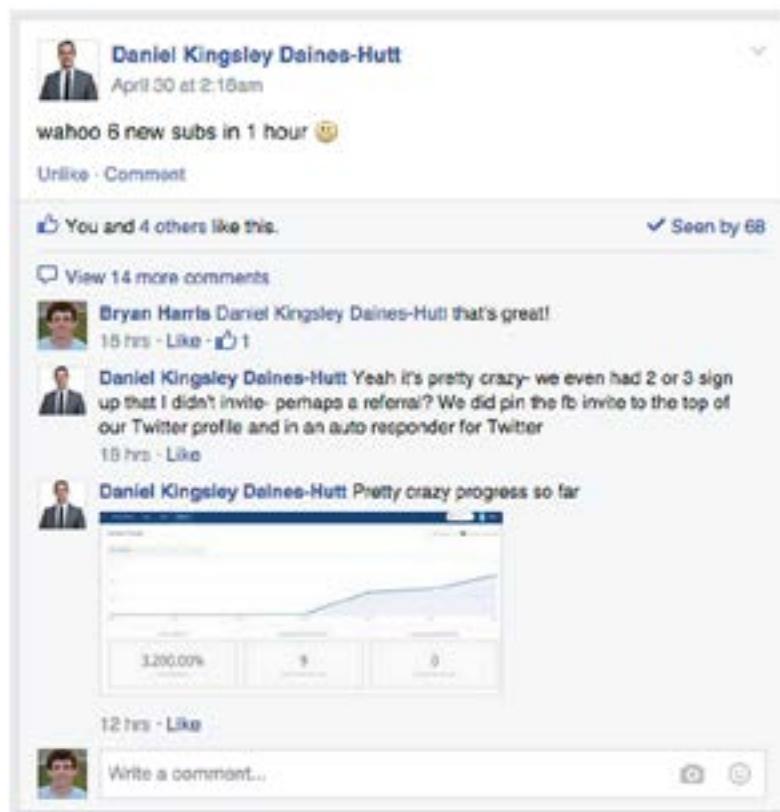 Daniel Kingsley Daines-Hutt
April 30 at 2:18am
wahoo 6 new subs in 1 hour
Unlike · Comment
You and 4 others like this.
Seen by 68
View 14 more comments
Bryan Harris Daniel Kingsley Daines-Hutt that's great!
18 hrs · Like · 1
Daniel Kingsley Daines-Hutt Yeah it's pretty crazy- we even had 2 or 3 sign
up that I didn't invite- perhaps a referral? We did pin the fb invite to the top of
our Twitter profile and in an auto responder for Twitter
18 hrs · Like
Daniel Kingsley Daines-Hutt Pretty crazy progress so far
3,200.00%
9
0
12 hrs · Like
Write a comment...